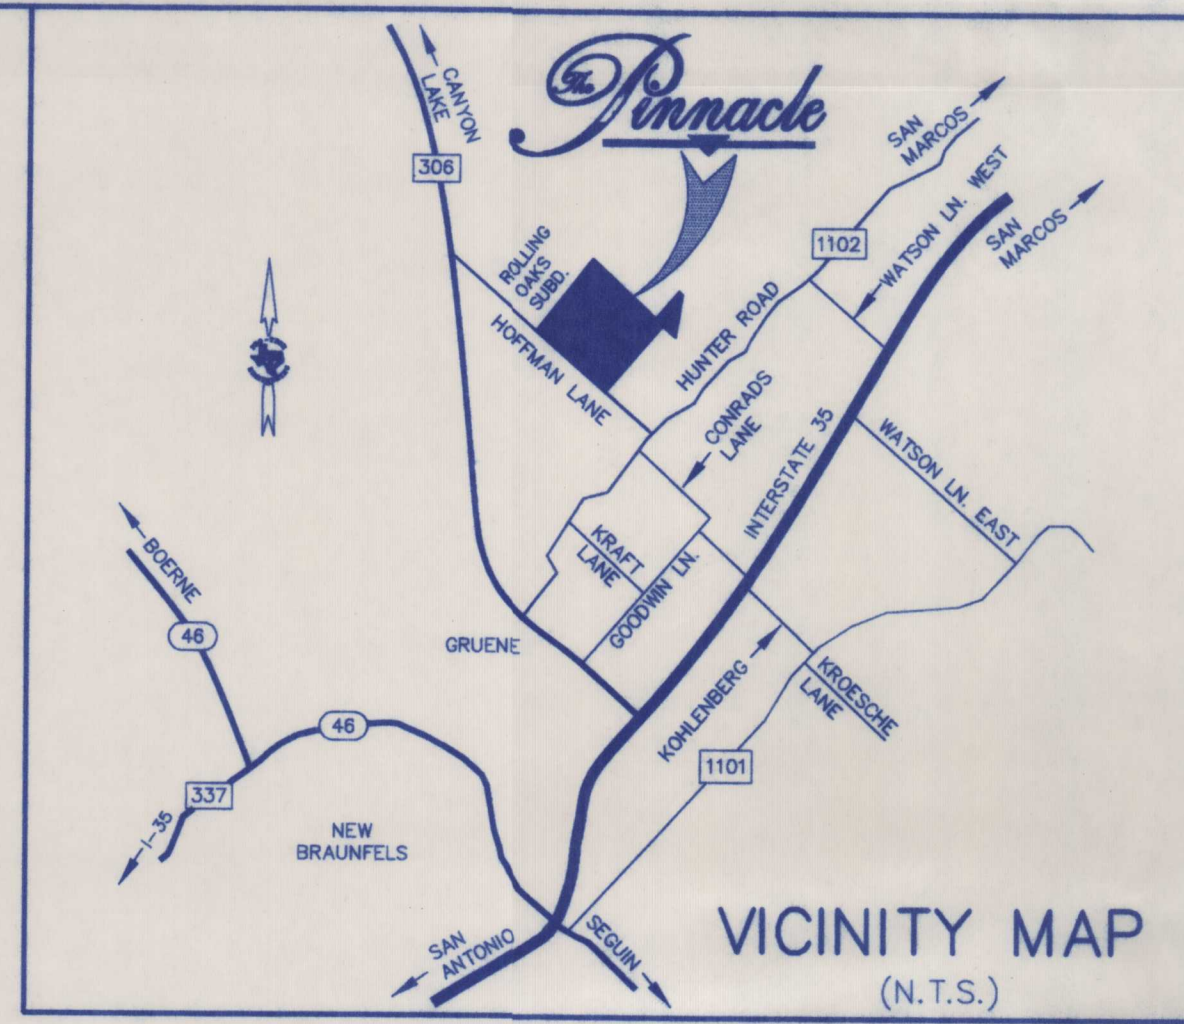 The Pinnacle
CANYON
LAKE
306
SAN
MARCOS
1102
WATSON LN. WEST
SAN
MARCOS
ROLLING
OAKS
SUBD.
HOFFMAN LANE
HUNTER ROAD
CONRADS
LANE
INTERSTATE 35
WATSON LN. EAST
KRAFT
LANE
GOODWIN LN.
BOERNE
46
GRUENE
KOHLENBERG
KROESCHE
LANE
46
1101
337
I-35
NEW
BRAUNFELS
SAN
ANTONIO
SEGUIN
VICINITY MAP
(N.T.S.)